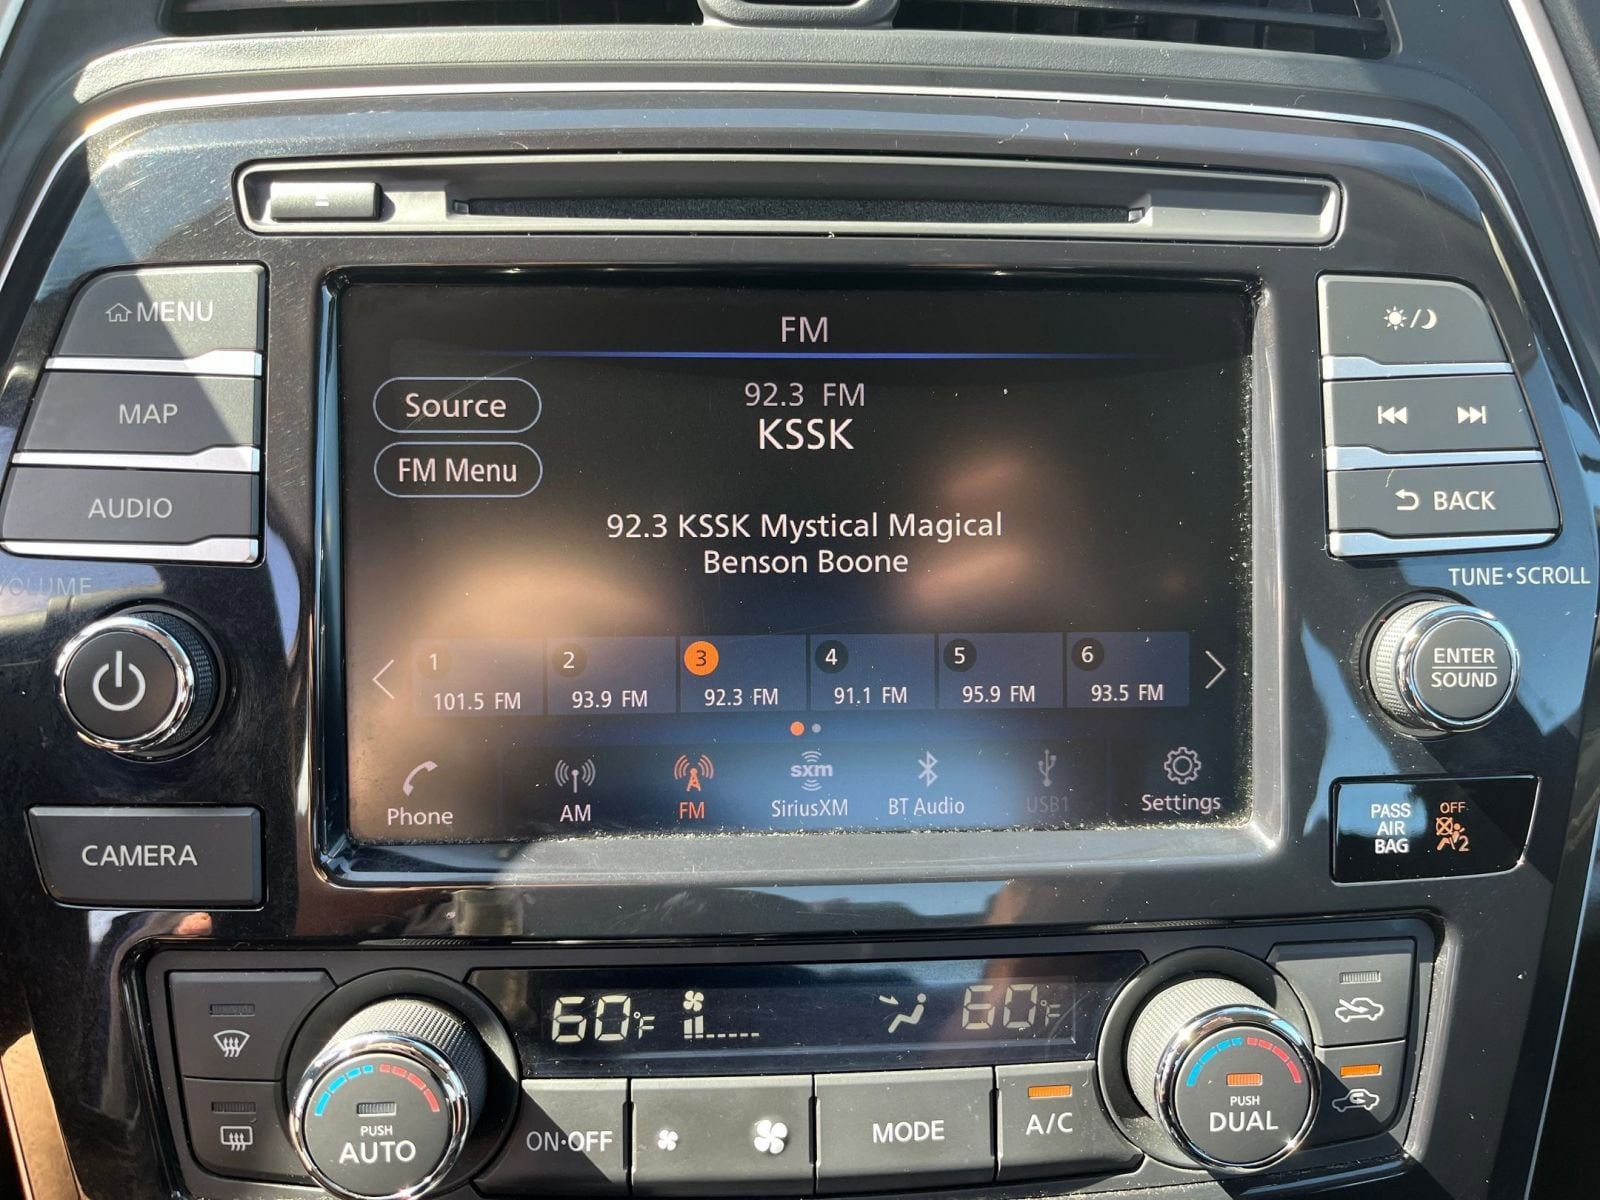 MENU
MAP
AUDIO
VOLUME
CAMERA
FM
Source
FM Menu
92.3 FM
KSSK
92.3 KSSK Mystical Magical
Benson Boone
1 2 3 4 5 6
101.5 FM 93.9 FM 92.3 FM 91.1 FM 95.9 FM 93.5 FM
Phone AM FM sxm SiriusXM BT Audio USB1 Settings
BACK
TUNE•SCROLL
ENTER
SOUND
PASS
AIR
BAG
OFF
2
60°F 60°F
PUSH
AUTO
ON•OFF
MODE
A/C
PUSH
DUAL